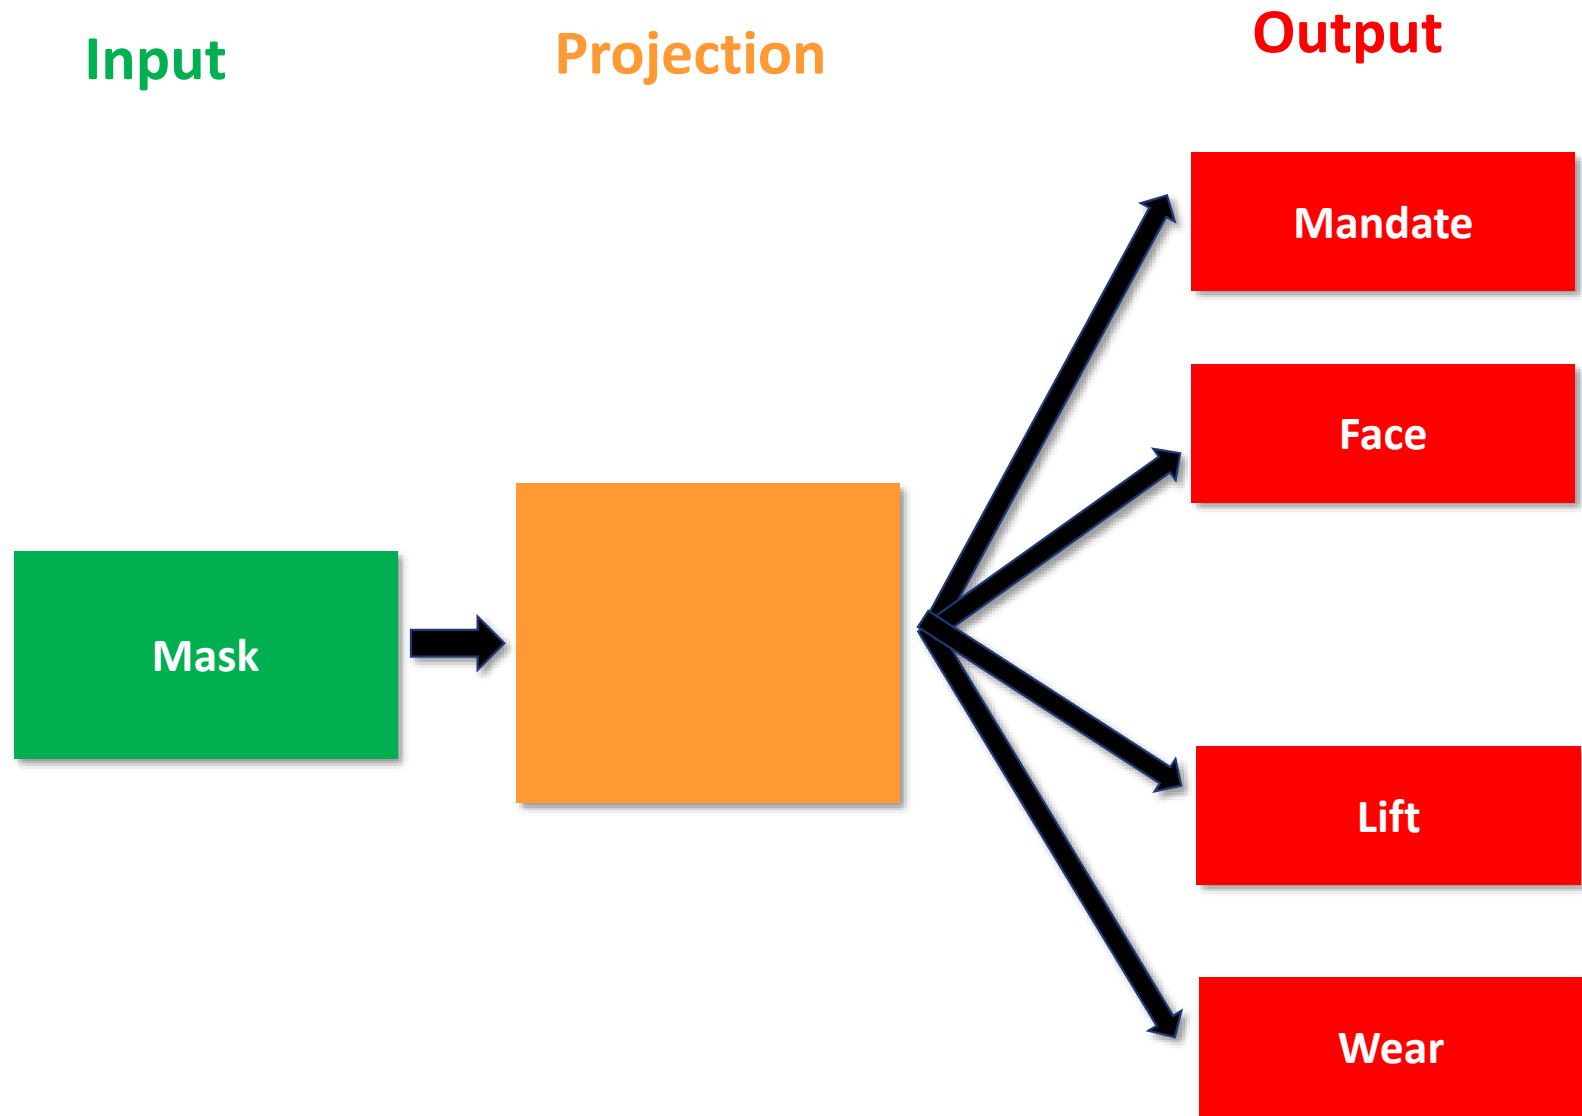 Input
Projection
Output
Mandate
Face
Mask
Lift
Wear